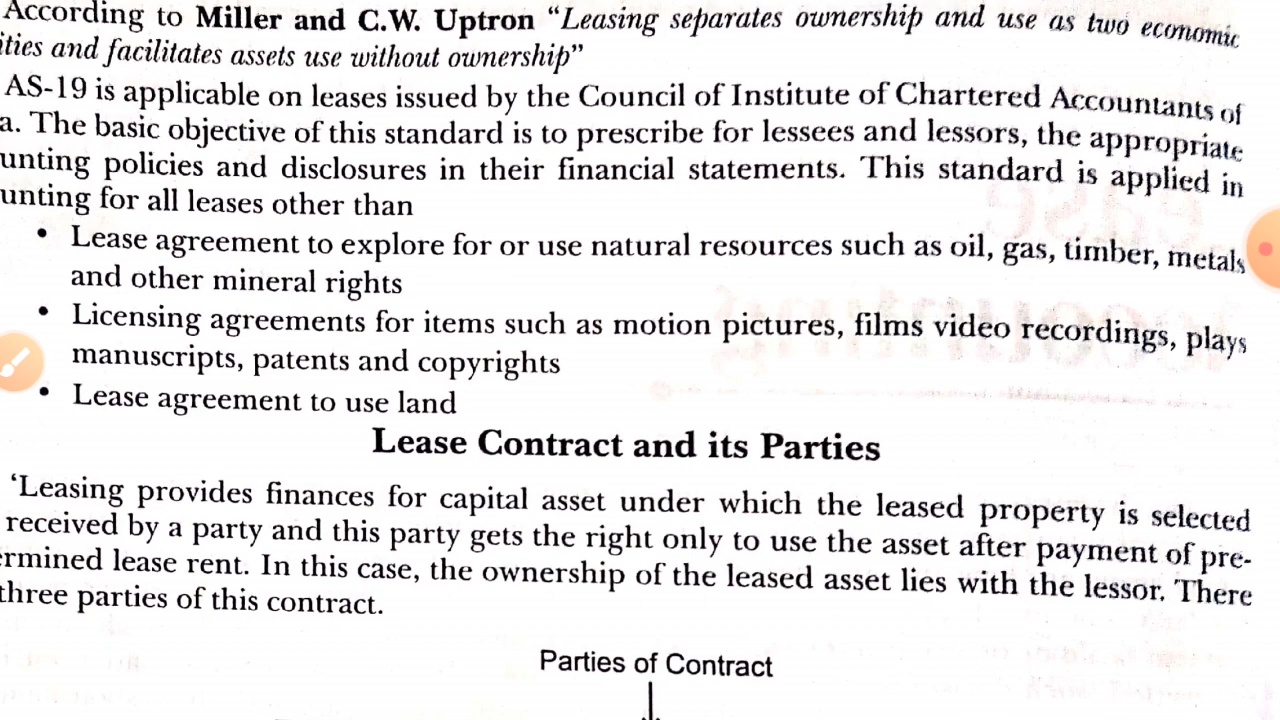 According to Miller and C.W. Uptron “Leasing separates ownership and use as two economic
ities and facilitates assets use without ownership”
AS-19 is applicable on leases issued by the Council of Institute of Chartered Accountants of
a. The basic objective of this standard is to prescribe for lessees and lessors, the appropriate
unting policies and disclosures in their financial statements. This standard is applied in
unting for all leases other than
• Lease agreement to explore for or use natural resources such as oil, gas, timber, metals
and other mineral rights
• Licensing agreements for items such as motion pictures, films video recordings, plays
manuscripts, patents and copyrights
• Lease agreement to use land
Lease Contract and its Parties
‘Leasing provides finances for capital asset under which the leased property is selected
received by a party and this party gets the right only to use the asset after payment of pre-
ermined lease rent. In this case, the ownership of the leased asset lies with the lessor. There
three parties of this contract.
Parties of Contract